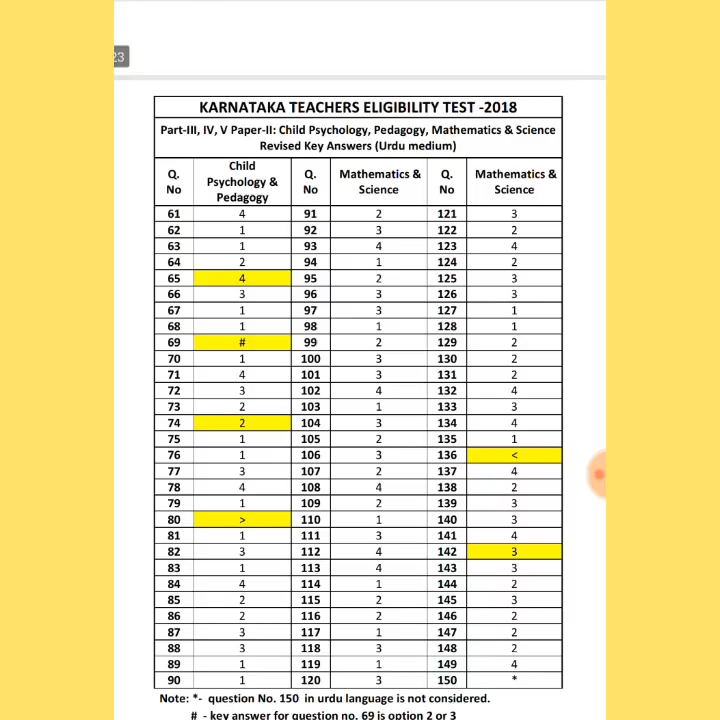 23
KARNATAKA TEACHERS ELIGIBILITY TEST -2018
Part-III, IV, V Paper-II: Child Psychology, Pedagogy, Mathematics & Science
Revised Key Answers (Urdu medium)
Q. No Child Psychology & Pedagogy Q. No Mathematics & Science Q. No Mathematics & Science
61 4 91 2 121 3
62 1 92 3 122 2
63 1 93 4 123 4
64 2 94 1 124 2
65 4 95 2 125 3
66 3 96 3 126 3
67 1 97 3 127 1
68 1 98 1 128 1
69 # 99 2 129 2
70 1 100 3 130 2
71 4 101 3 131 2
72 3 102 4 132 4
73 2 103 1 133 3
74 2 104 3 134 4
75 1 105 2 135 1
76 1 106 3 136 <
77 3 107 2 137 4
78 4 108 4 138 2
79 1 109 2 139 3
80 > 110 1 140 3
81 1 111 3 141 4
82 3 112 4 142 3
83 1 113 4 143 3
84 4 114 1 144 2
85 2 115 2 145 3
86 2 116 2 146 2
87 3 117 1 147 2
88 3 118 3 148 2
89 1 119 1 149 4
90 1 120 3 150 *
Note: *- question No. 150 in urdu language is not considered.
# - key answer for question no. 69 is option 2 or 3